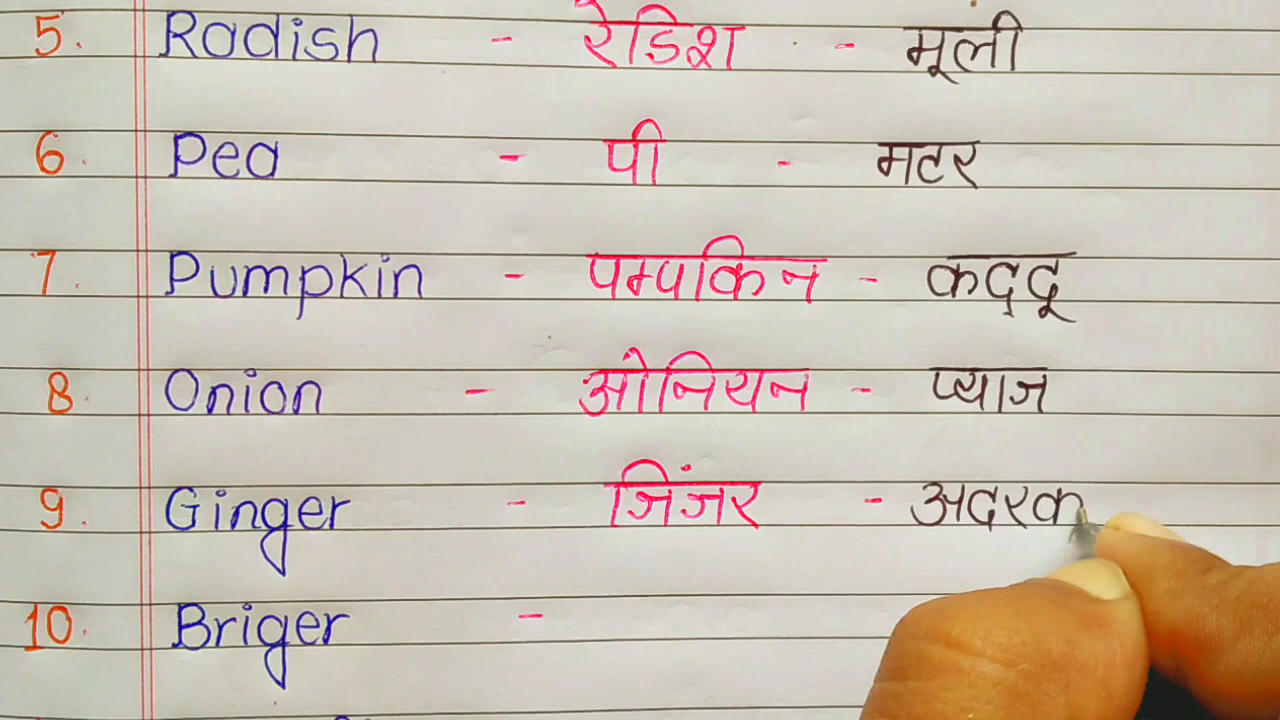 5. Radish - रेडिश - मूली
6. Pea - पी - मटर
7. Pumpkin - पम्पकिन - कद्दू
8. Onion - ओनियन - प्याज
9. Ginger - जिंजर - अदरक
10. Briger -